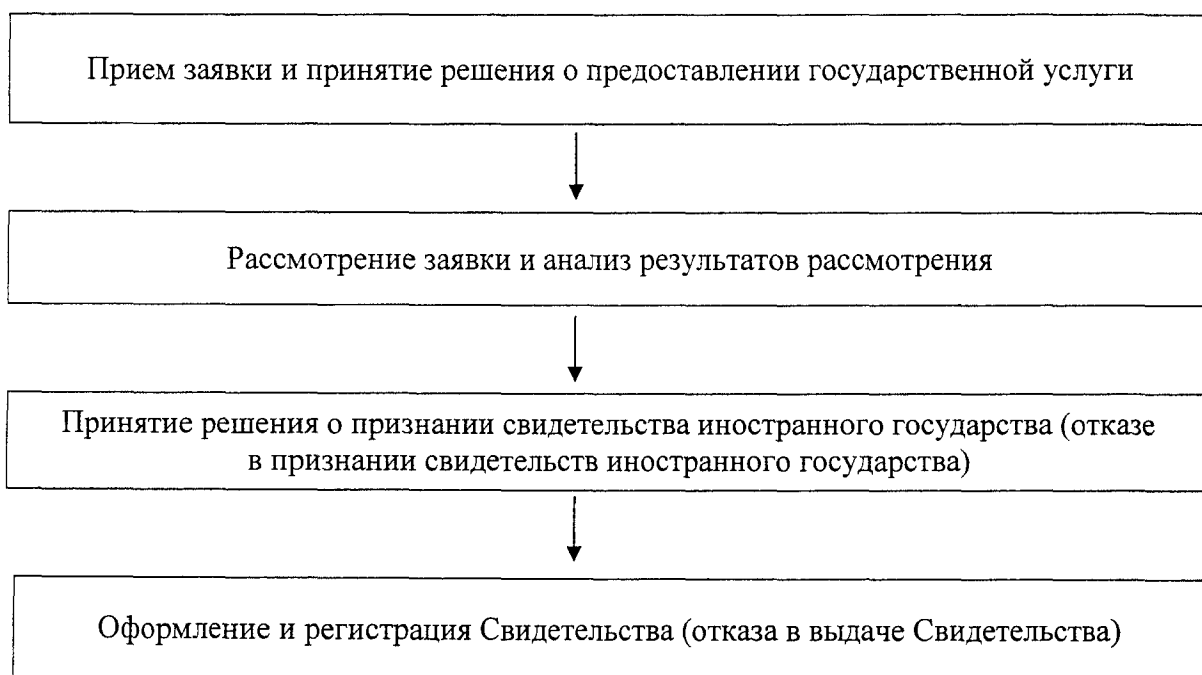 Прием заявки и принятие решения о предоставлении государственной услуги
Рассмотрение заявки и анализ результатов рассмотрения
Принятие решения о признании свидетельства иностранного государства (отказе
в признании свидетельств иностранного государства)
Оформление и регистрация Свидетельства (отказа в выдаче Свидетельства)